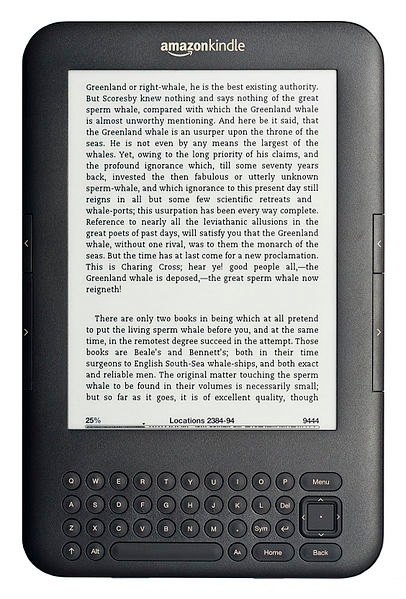 amazonkindle
Greenland or right-whale, he is the best existing authority.
But Scoresby knew nothing and says nothing of the great
sperm whale, compared with which the Greenland whale
is almost unworthy mentioning. And here be it said, that
the Greenland whale is an usurper upon the throne of the
seas. He is not even by any means the largest of the
whales. Yet, owing to the long priority of his claims, and
the profound ignorance which, till some seventy years
back, invested the then fabulous or utterly unknown
sperm-whale, and which ignorance to this present day still
reigns in all but some few scientific retreats and
whale-ports; this usurpation has been every way complete.
Reference to nearly all the leviathanic allusions in the
great poets of past days, will satisfy you that the Greenland
whale, without one rival, was to them the monarch of the
seas. But the time has at last come for a new proclamation.
This is Charing Cross; hear ye! good people all,—the
Greenland whale is deposed,—the great sperm whale now
reigneth!
There are only two books in being which at all pretend
to put the living sperm whale before you, and at the same
time, in the remotest degree succeed in the attempt. Those
books are Beale's and Bennett's; both in their time
surgeons to English South-Sea whale-ships, and both exact
and reliable men. The original matter touching the sperm
whale to be found in their volumes is necessarily small;
but so far as it goes, it is of excellent quality, though
25% Locations 2384-94 9444
Q W E R T Y U I O P Menu
A S D F G H J K L Del
Z X C V B N M . Sym ↵
↑ Alt AA Home Back